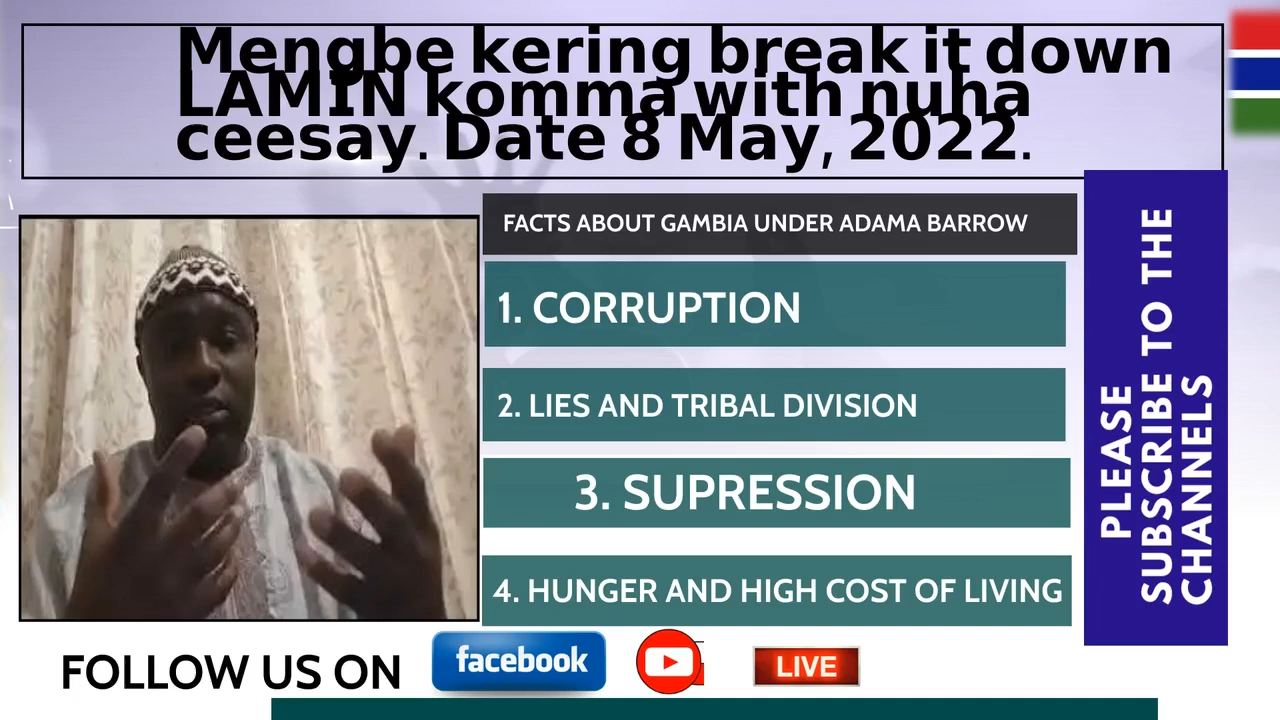 Mengbe kering break it down
LAMIN komma with nuha
ceesay. Date 8 May, 2022.
FACTS ABOUT GAMBIA UNDER ADAMA BARROW
1. CORRUPTION
2. LIES AND TRIBAL DIVISION
3. SUPRESSION
4. HUNGER AND HIGH COST OF LIVING
PLEASE
SUBSCRIBE TO THE
CHANNELS
FOLLOW US ON
facebook
LIVE